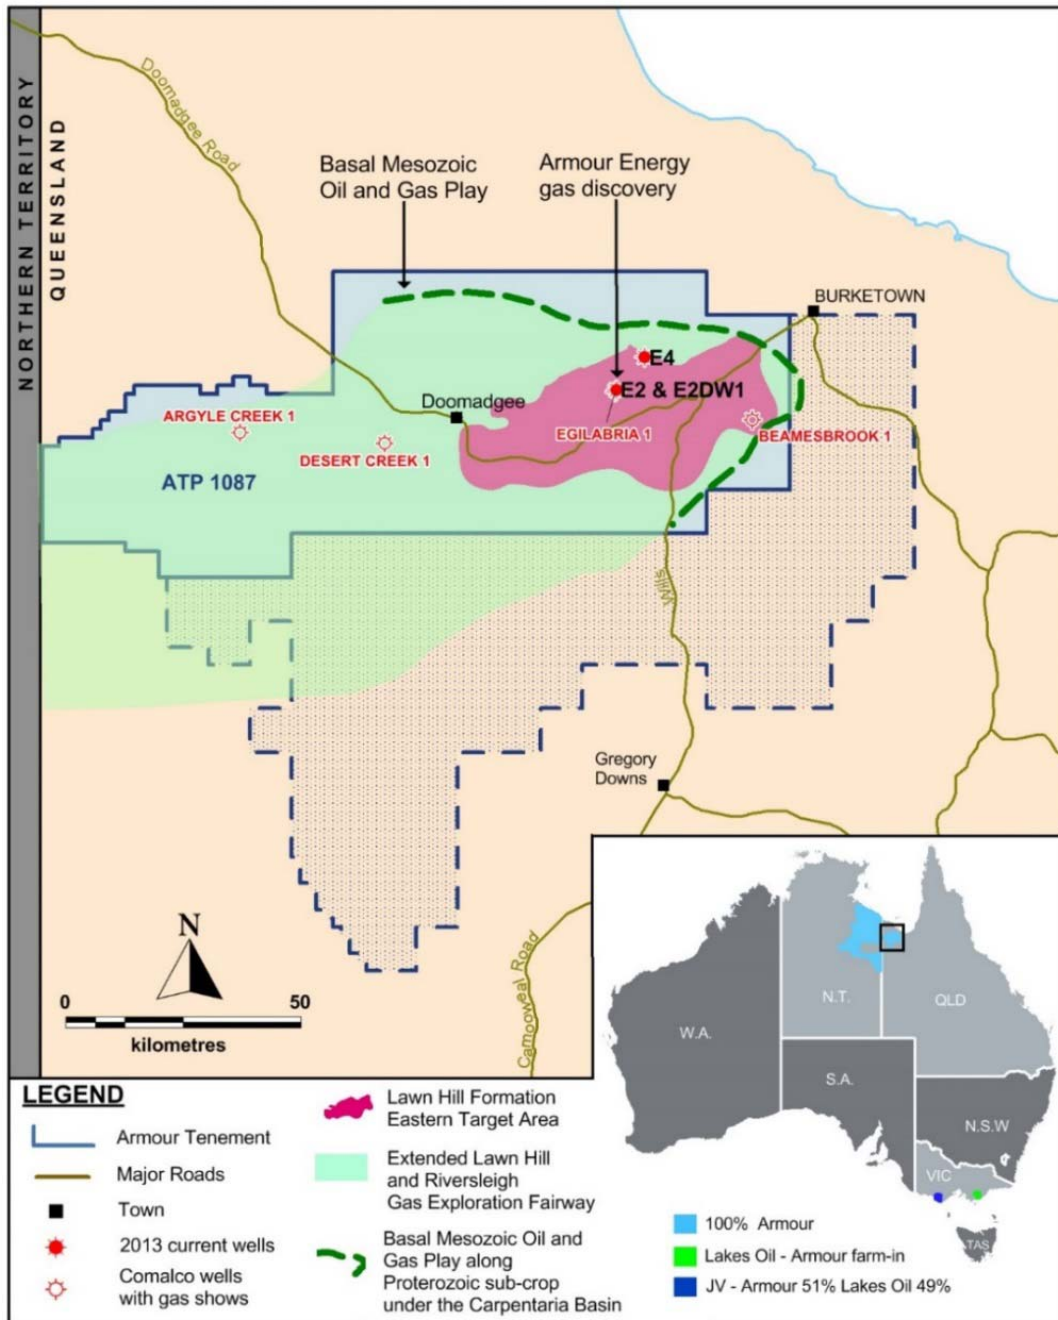 NORTHERN TERRITORY
QUEENSLAND
Doomadgee Road
Basal Mesozoic
Oil and Gas Play
Armour Energy
gas discovery
BURKETOWN
E4
E2 & E2DW1
Doomadgee
ARGYLE CREEK 1
EGILABRIA 1
BEAMESBROOK 1
DESERT CREEK 1
ATP 1087
Wills
Gregory
Downs
N
0 50
kilometres
Camooweal Road
N.T.
QLD
W.A.
S.A.
N.S.W
VIC
TAS
100% Armour
Lakes Oil - Armour farm-in
JV - Armour 51% Lakes Oil 49%
LEGEND
Armour Tenement
Major Roads
Town
2013 current wells
Comalco wells
with gas shows
Lawn Hill Formation
Eastern Target Area
Extended Lawn Hill
and Riversleigh
Gas Exploration Fairway
Basal Mesozoic Oil and
Gas Play along
Proterozoic sub-crop
under the Carpentaria Basin